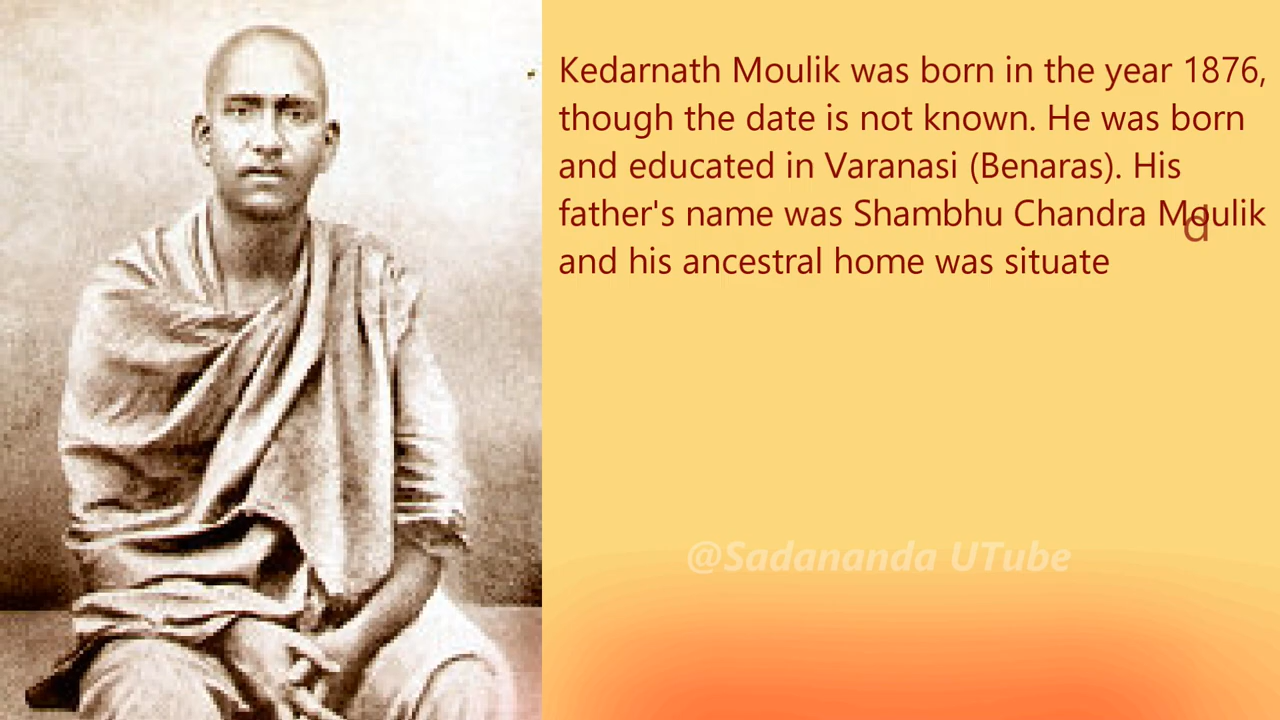 Kedarnath Moulik was born in the year 1876,
though the date is not known. He was born
and educated in Varanasi (Benaras). His
father's name was Shambhu Chandra Moulik
and his ancestral home was situate
d
@Sadananda UTube